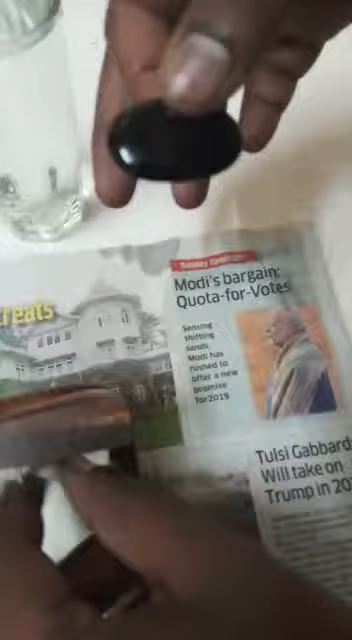 reats
Modi's bargain:
Quota-for-Votes
Sensing
shifting
sands,
Modi has
rushed to
offer a new
promise
for 2019
Tulsi Gabbard
Will take on
Trump in 20